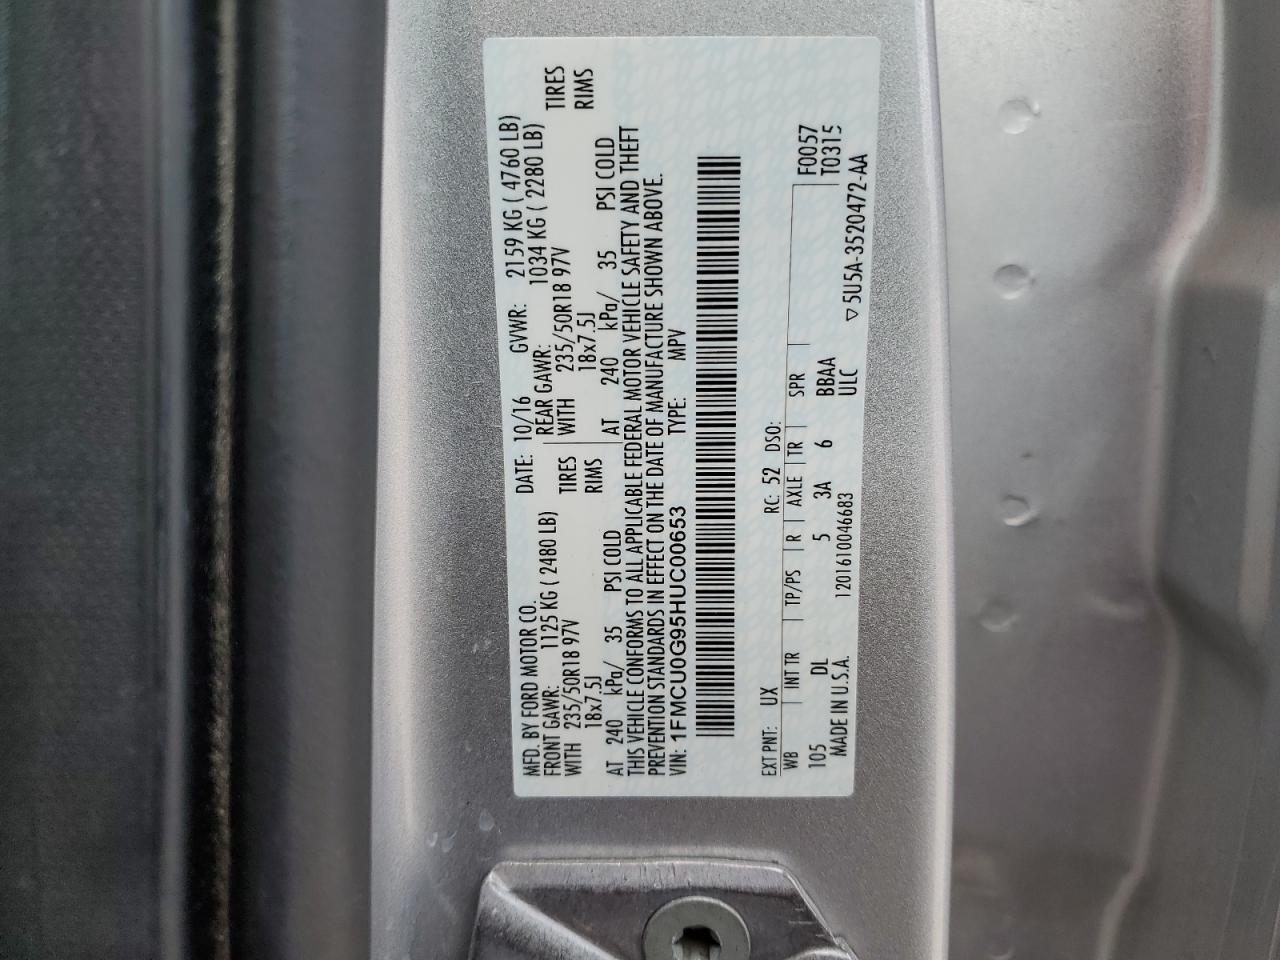 MFD. BY FORD MOTOR CO.
DATE: 10/16 GVWR: 2159 KG ( 4760 LB)
FRONT GAWR: 1125 KG ( 2480 LB) REAR GAWR: 1034 KG ( 2280 LB)
WITH 235/50R18 97V TIRES WITH 235/50R18 97V TIRES
18x7.5J RIMS 18x7.5J RIMS
AT 240 kPa/ 35 PSI COLD AT 240 kPa/ 35 PSI COLD
THIS VEHICLE CONFORMS TO ALL APPLICABLE FEDERAL MOTOR VEHICLE SAFETY AND THEFT
PREVENTION STANDARDS IN EFFECT ON THE DATE OF MANUFACTURE SHOWN ABOVE.
VIN: 1FMCU0G95HUC00653 TYPE: MPV
EXT PNT: UX RC: 52 DSO:
WB INT TR TP/PS R AXLE TR SPR F0057
105 DL 5 3A 6 BBAA T0315
MADE IN U.S.A. 1201610046683 ULC ▽5U5A-3520472-AA